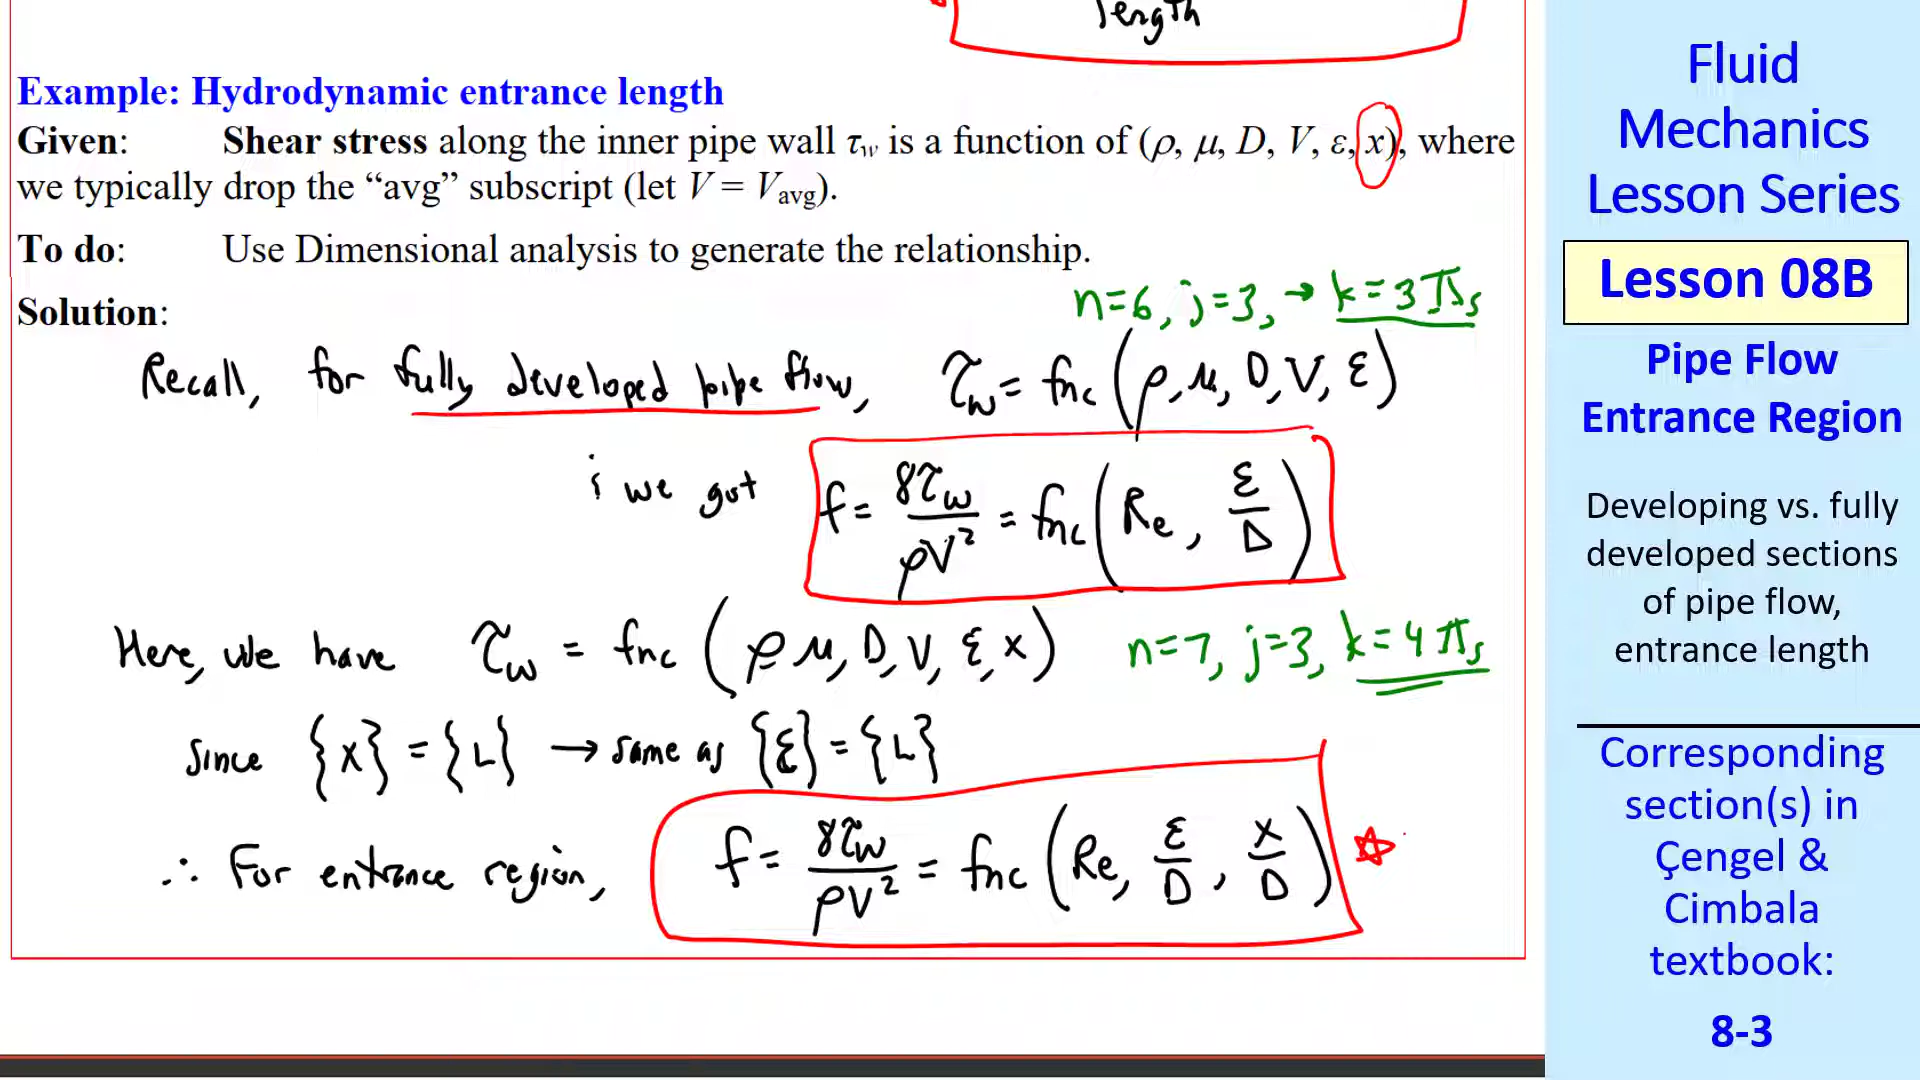 length
Example: Hydrodynamic entrance length
Given: Shear stress along the inner pipe wall τw is a function of (ρ, μ, D, V, ε, x), where
we typically drop the “avg” subscript (let V = Vavg).
To do: Use Dimensional analysis to generate the relationship.
Solution:
n=6, j=3, → k=3 πs
Recall, for fully developed pipe flow, τw = fnc (ρ, μ, D, V, ε)
we got f = 8τw/ρV² = fnc (Re, ε/D)
Here, we have τw = fnc (ρ μ, D, V, ε, x) n=7, j=3, k=4 πs
since {x} = {L} → same as {ε} = {L}
∴ For entrance region, f = 8τw/ρV² = fnc (Re, ε/D, x/D)
Fluid
Mechanics
Lesson Series
Lesson 08B
Pipe Flow
Entrance Region
Developing vs. fully
developed sections
of pipe flow,
entrance length
Corresponding
section(s) in
Çengel &
Cimbala
textbook:
8-3